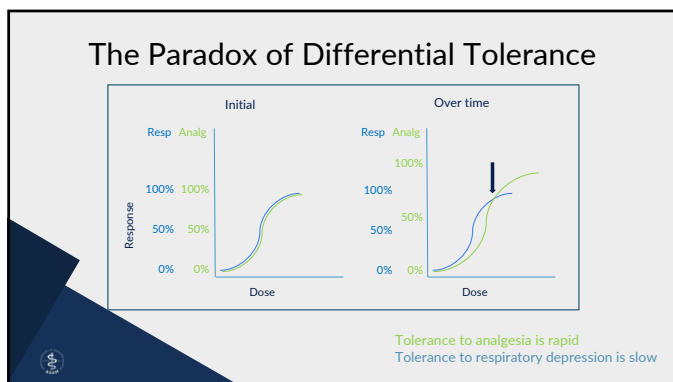 The Paradox of Differential Tolerance
Initial
Over time
Resp Analg
Resp Analg
100%
100% 100%
100%
50% 50%
50%
50%
0% 0%
0% 0%
Response
Dose
Dose
Tolerance to analgesia is rapid
Tolerance to respiratory depression is slow
ASAM